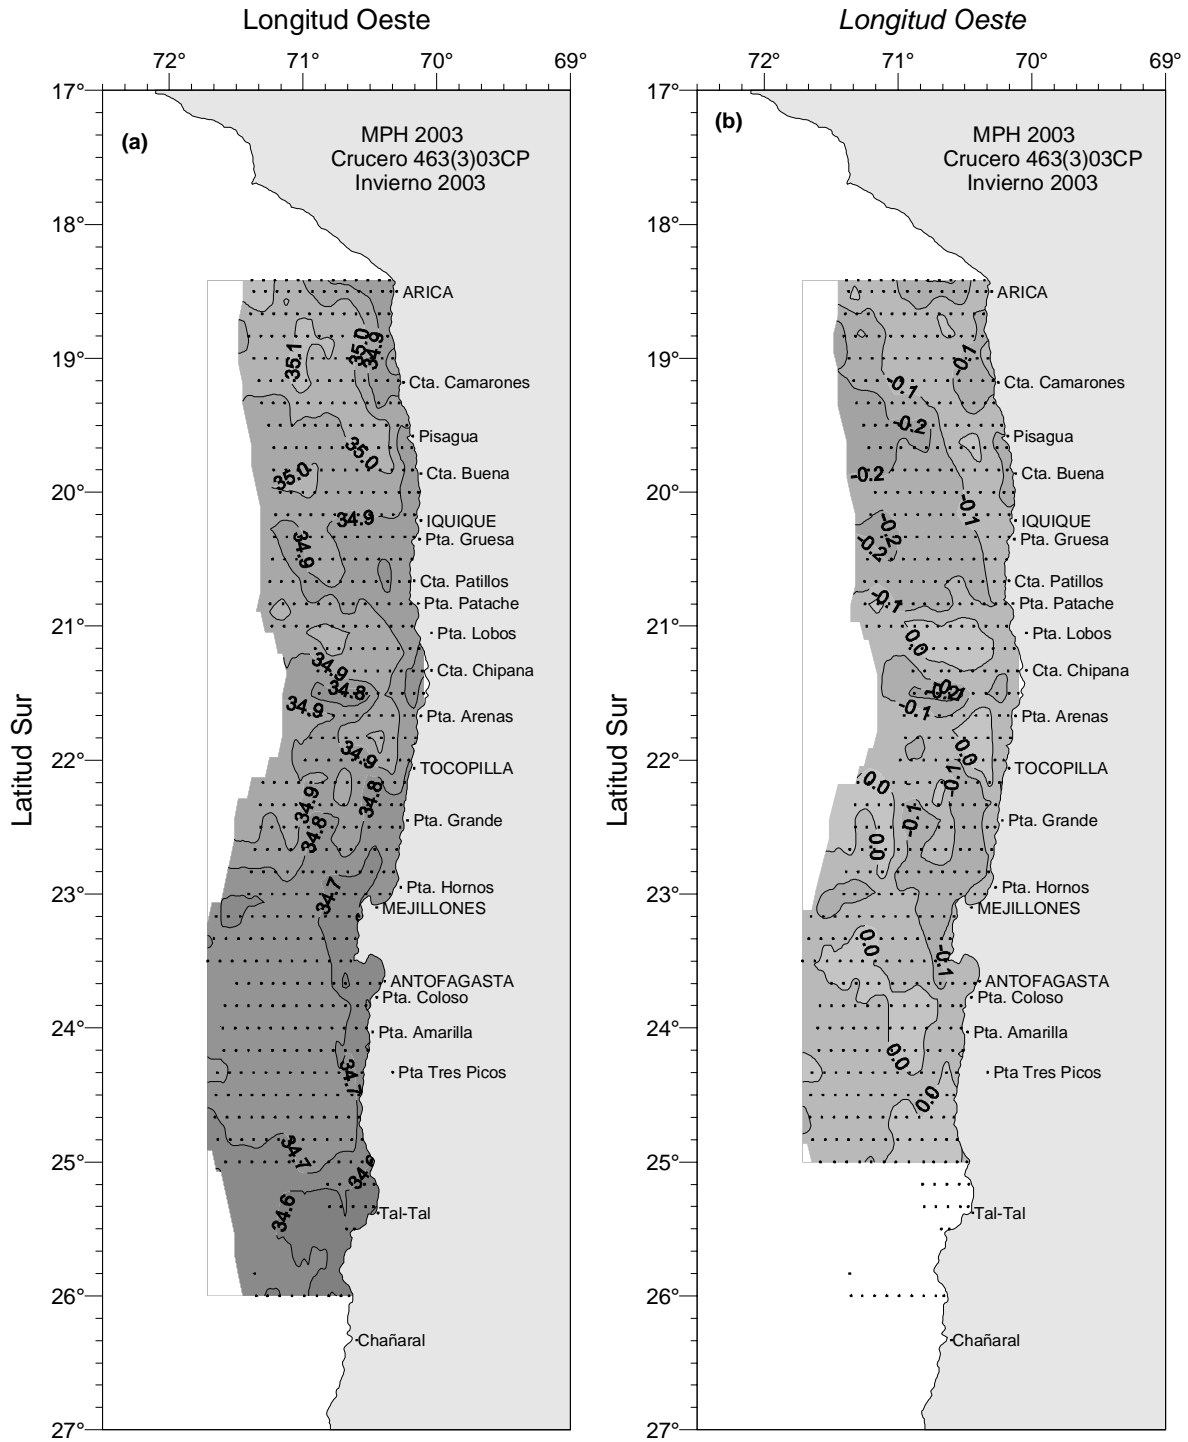 Longitud Oeste
72° 71° 70° 69°
17°
18°
19°
20°
21°
22°
23°
24°
25°
26°
27°
Latitud Sur
(a)
MPH 2003
Crucero 463(3)03CP
Invierno 2003
ARICA
Cta. Camarones
Pisagua
Cta. Buena
IQUIQUE
Pta. Gruesa
Cta. Patillos
Pta. Patache
Pta. Lobos
Cta. Chipana
Pta. Arenas
TOCOPILLA
Pta. Grande
Pta. Hornos
MEJILLONES
ANTOFAGASTA
Pta. Coloso
Pta. Amarilla
Pta Tres Picos
Tal-Tal
Chañaral
35.1
35.0
34.9
35.0
35.0
34.9
34.9
34.9
34.8
34.9
34.9
34.9
34.8
34.8
34.7
34.7
34.7
34.6
34.6
Longitud Oeste
72° 71° 70° 69°
17°
18°
19°
20°
21°
22°
23°
24°
25°
26°
27°
Latitud Sur
(b)
MPH 2003
Crucero 463(3)03CP
Invierno 2003
ARICA
Cta. Camarones
Pisagua
Cta. Buena
IQUIQUE
Pta. Gruesa
Cta. Patillos
Pta. Patache
Pta. Lobos
Cta. Chipana
Pta. Arenas
TOCOPILLA
Pta. Grande
Pta. Hornos
MEJILLONES
ANTOFAGASTA
Pta. Coloso
Pta. Amarilla
Pta Tres Picos
Tal-Tal
Chañaral
-0.1
-0.1
-0.2
-0.2
-0.1
-0.2
-0.2
-0.1
0.0
-0.1
0.0
0.0
-0.1
-0.1
0.0
0.0
-0.1
0.0
0.0